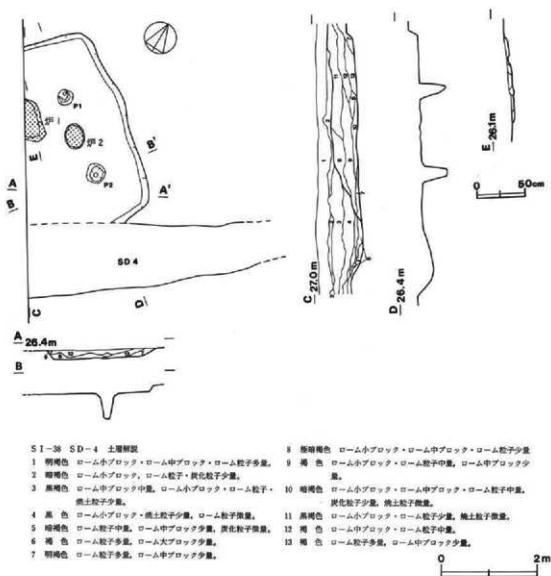 P1
炉1
炉2
P2
E
B'
A'
A
B
SD 4
C
D
C 27.0m
D 26.4m
E 26.1m
0 50cm
A 26.4m
B
SI-38 SD-4 土層解説
1 明褐色 ローム小ブロック・ローム中ブロック・ローム粒子多量。
2 暗褐色 ローム小ブロック,ローム粒子・炭化粒子少量。
3 黒褐色 ローム中ブロック中量,ローム小ブロック・ローム粒子・
焼土粒子少量。
4 黒色 ローム小ブロック・焼土粒子少量,ローム粒子微量。
5 暗褐色 ローム粒子中量,ローム中ブロック少量,炭化粒子微量。
6 褐色 ローム粒子多量,ローム大ブロック少量。
7 明褐色 ローム粒子多量,ローム中ブロック少量。
8 極暗褐色 ローム小ブロック・ローム中ブロック・ローム粒子少量
9 褐色 ローム小ブロック・ローム粒子中量,ローム中ブロック少
量。
10 暗褐色 ローム小ブロック・ローム中ブロック・ローム粒子中量,
炭化粒子少量,焼土粒子微量。
11 黒褐色 ローム小ブロック・ローム粒子少量,焼土粒子微量。
12 褐色 ローム粒子中量,ローム中ブロック少量。
13 褐色 ローム粒子多量,ローム中ブロック少量。
0 2m